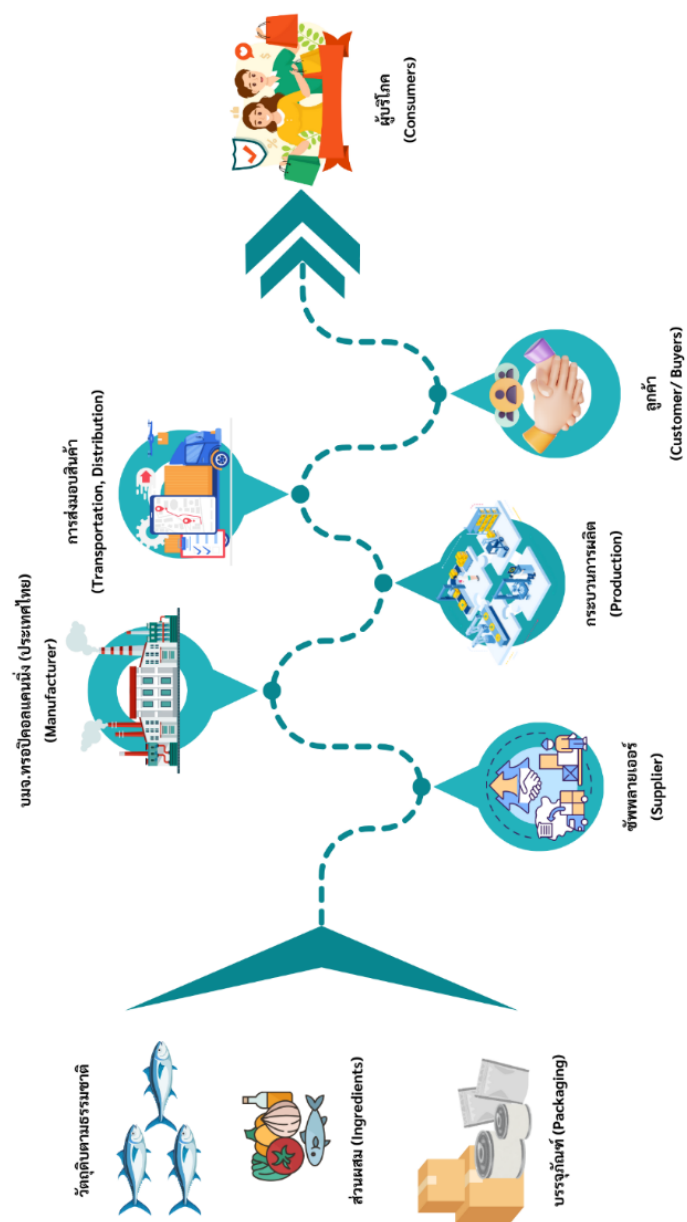 วัตถุดิบตามธรรมชาติ
ส่วนผสม (Ingredients)
บรรจุภัณฑ์ (Packaging)
ซัพพลายเออร์
(Supplier)
บมจ.ทรอปิคอลแคนนิ่ง (ประเทศไทย)
(Manufacturer)
กระบวนการผลิต
(Production)
การส่งมอบสินค้า
(Transportation, Distribution)
ลูกค้า
(Customer/ Buyers)
ผู้บริโภค
(Consumers)